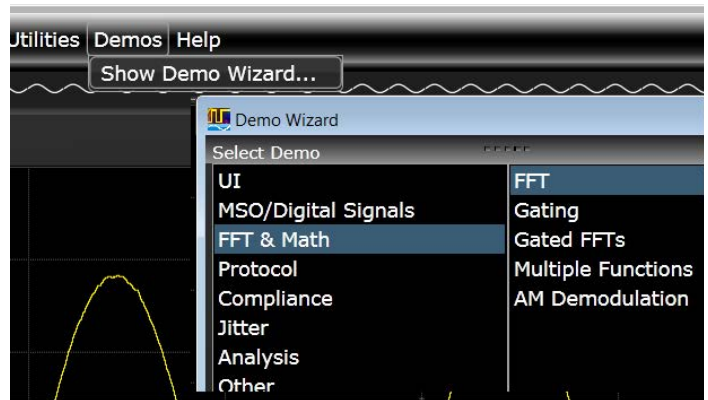 Utilities Demos Help
Show Demo Wizard...
Demo Wizard
Select Demo
UI
MSO/Digital Signals
FFT & Math
Protocol
Compliance
Jitter
Analysis
Other
FFT
Gating
Gated FFTs
Multiple Functions
AM Demodulation